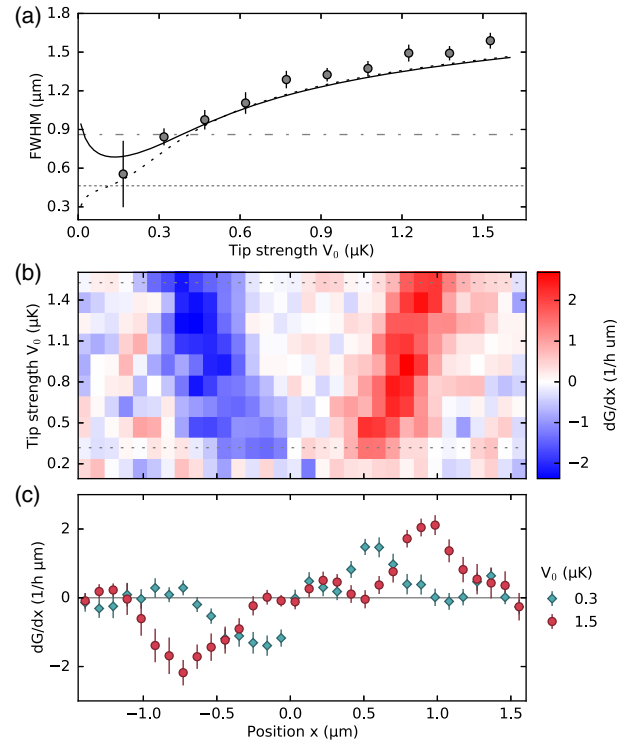 (a)
1.8
1.5
1.2
0.9
0.6
0.3
FWHM (μm)
0.0 0.3 0.6 0.9 1.2 1.5
Tip strength V₀ (μK)
(b)
1.4
1.1
0.8
0.5
0.2
Tip strength V₀ (μK)
2
1
0
−1
−2
dG/dx (1/h um)
(c)
2
0
−2
dG/dx (1/h μm)
V₀ (μK)
0.3
1.5
−1.0 −0.5 0.0 0.5 1.0 1.5
Position x (μm)